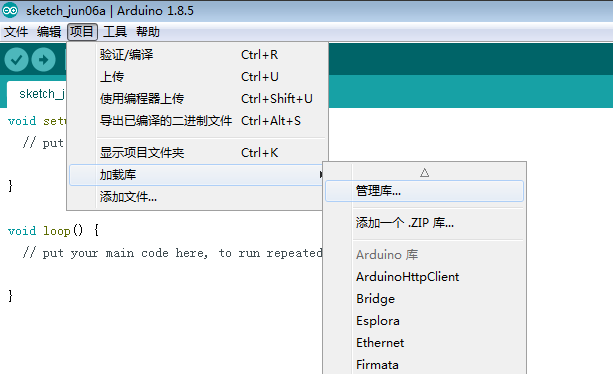 sketch_jun06a | Arduino 1.8.5
文件 编辑 项目 工具 帮助
验证/编译 Ctrl+R
上传 Ctrl+U
使用编程器上传 Ctrl+Shift+U
导出已编译的二进制文件 Ctrl+Alt+S
显示项目文件夹 Ctrl+K
加载库
添加文件...
管理库...
添加一个 .ZIP 库...
Arduino 库
ArduinoHttpClient
Bridge
Esplora
Ethernet
Firmata
sketch_j
void setu
// put
}
void loop() {
// put your main code here, to run repeated
}